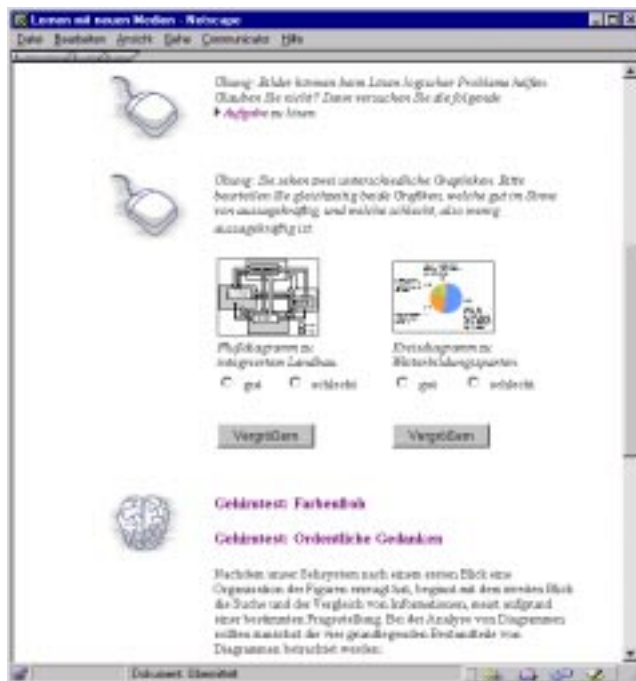 Lernen mit neuen Medien - Netscape
Datei Bearbeiten Ansicht Gehe Communicator Hilfe
Übung: Bilder können beim Lösen logischer Probleme helfen.
Glauben Sie nicht? Dann versuchen Sie die folgende
Aufgabe zu lösen.
Übung: Sie sehen zwei unterschiedliche Graphiken. Bitte
beurteilen Sie gleichzeitig beide Grafiken, welche gut im Sinne
von aussagekräftig, und welche schlecht, also wenig
aussagekräftig ist.
Flußdiagramm zu
integriertem Landbau
Kreisdiagramm zu
Weiterbildungssparten
gut schlecht
gut schlecht
Vergrößern
Vergrößern
Gehirntest: Farbenfroh
Gehirntest: Ordentliche Gedanken
Nachdem unser Sehsystem nach einem ersten Blick eine
Organisation der Figuren erzeugt hat, beginnt mit dem zweiten Blick
die Suche und der Vergleich von Informationen, meist aufgrund
einer bestimmten Fragestellung. Bei der Analyse von Diagrammen
sollten zunächst die vier grundlegenden Bestandteile von
Diagrammen betrachtet werden:
Dokument: Übermittelt